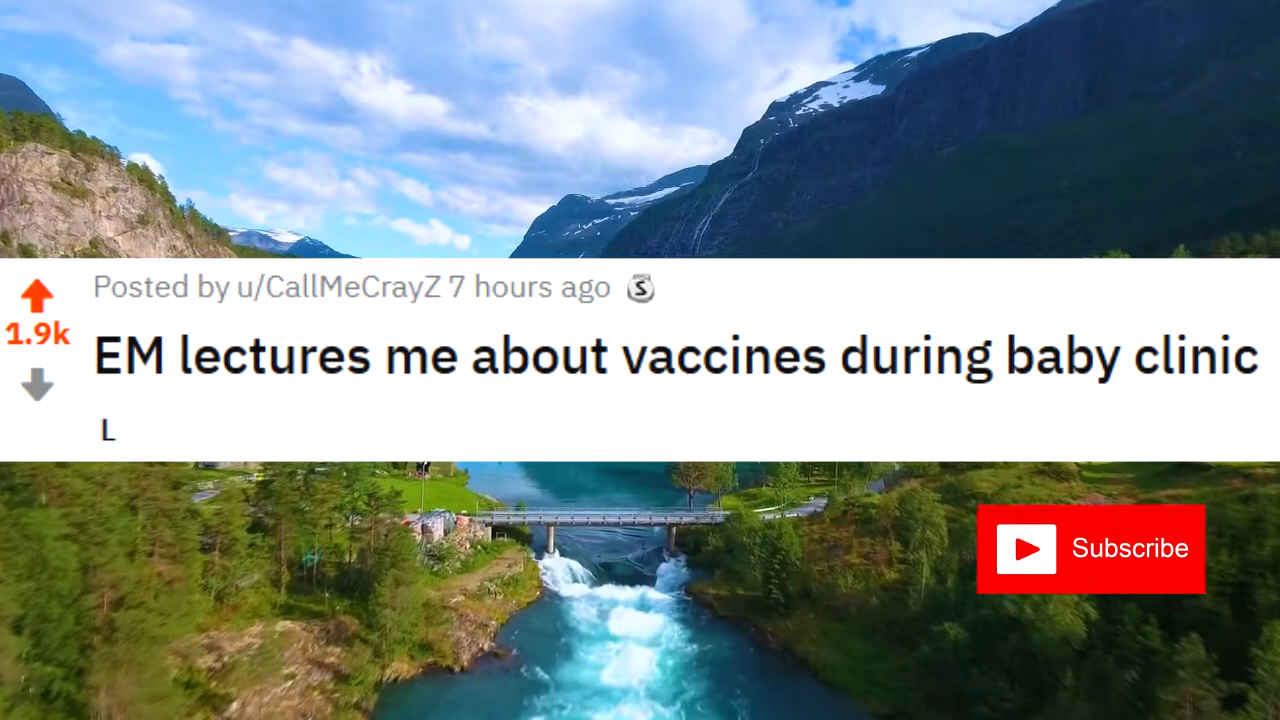 Posted by u/CallMeCrayZ 7 hours ago
1.9k
EM lectures me about vaccines during baby clinic
L
Subscribe